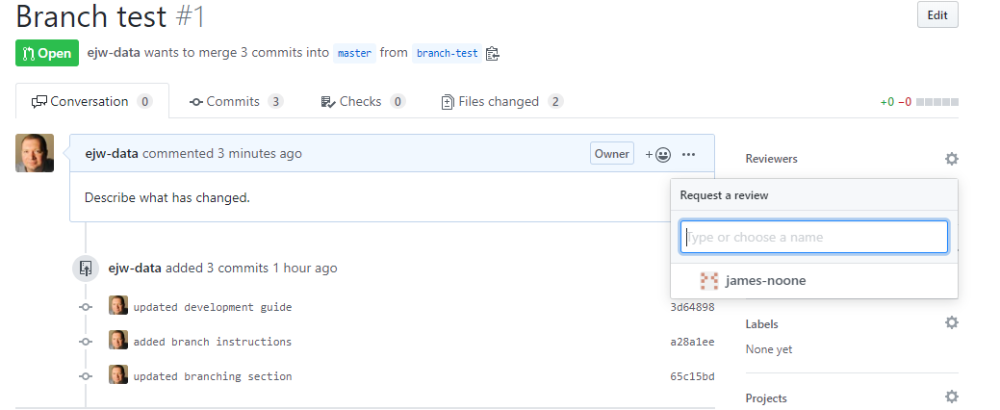 Branch test #1
Edit
Open ejw-data wants to merge 3 commits into master from branch-test
Conversation 0 Commits 3 Checks 0 Files changed 2 +0 −0
ejw-data commented 3 minutes ago Owner + ...
Reviewers
Describe what has changed.
Request a review
Type or choose a name
james-noone
ejw-data added 3 commits 1 hour ago
updated development guide 3d64898
added branch instructions a28a1ee
updated branching section 65c15bd
Labels
None yet
Projects